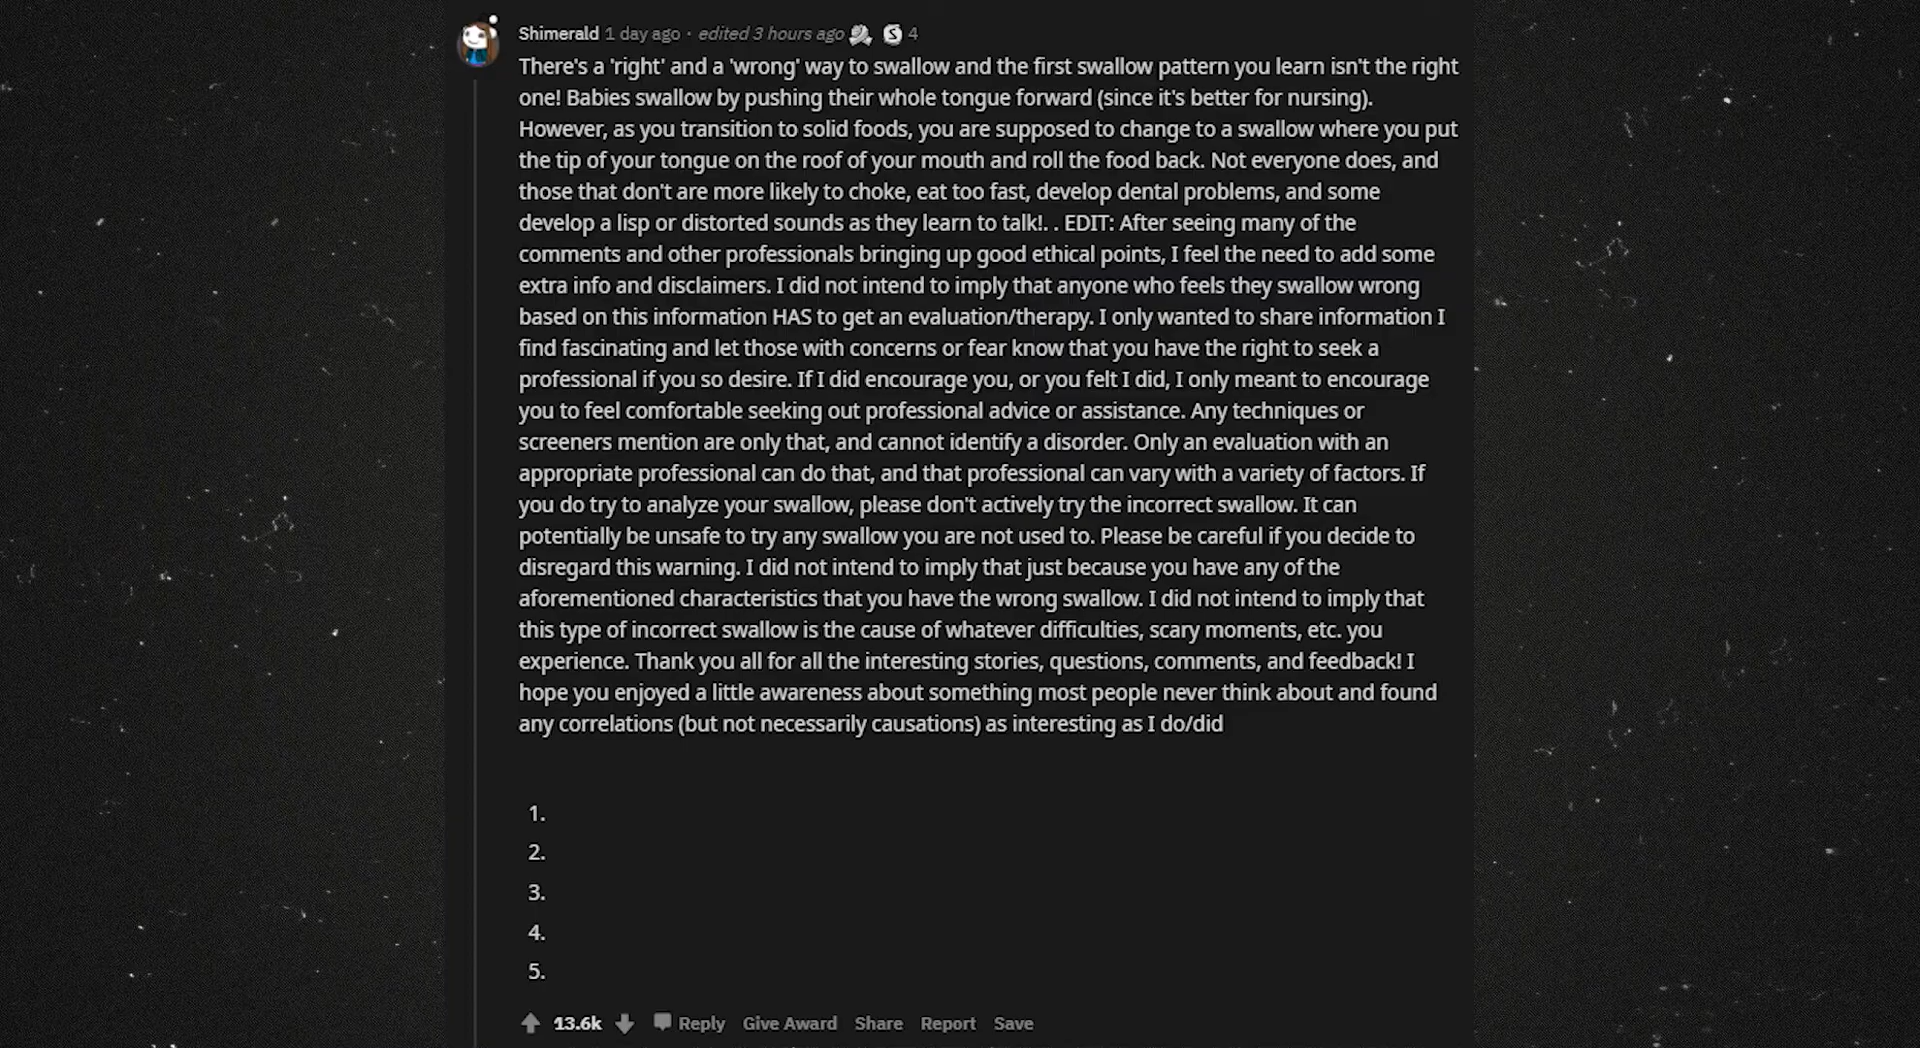 Shimerald 1 day ago · edited 3 hours ago S 4
There's a 'right' and a 'wrong' way to swallow and the first swallow pattern you learn isn't the right
one! Babies swallow by pushing their whole tongue forward (since it's better for nursing).
However, as you transition to solid foods, you are supposed to change to a swallow where you put
the tip of your tongue on the roof of your mouth and roll the food back. Not everyone does, and
those that don't are more likely to choke, eat too fast, develop dental problems, and some
develop a lisp or distorted sounds as they learn to talk!. . EDIT: After seeing many of the
comments and other professionals bringing up good ethical points, I feel the need to add some
extra info and disclaimers. I did not intend to imply that anyone who feels they swallow wrong
based on this information HAS to get an evaluation/therapy. I only wanted to share information I
find fascinating and let those with concerns or fear know that you have the right to seek a
professional if you so desire. If I did encourage you, or you felt I did, I only meant to encourage
you to feel comfortable seeking out professional advice or assistance. Any techniques or
screeners mention are only that, and cannot identify a disorder. Only an evaluation with an
appropriate professional can do that, and that professional can vary with a variety of factors. If
you do try to analyze your swallow, please don't actively try the incorrect swallow. It can
potentially be unsafe to try any swallow you are not used to. Please be careful if you decide to
disregard this warning. I did not intend to imply that just because you have any of the
aforementioned characteristics that you have the wrong swallow. I did not intend to imply that
this type of incorrect swallow is the cause of whatever difficulties, scary moments, etc. you
experience. Thank you all for all the interesting stories, questions, comments, and feedback! I
hope you enjoyed a little awareness about something most people never think about and found
any correlations (but not necessarily causations) as interesting as I do/did
1.
2.
3.
4.
5.
13.6k Reply Give Award Share Report Save